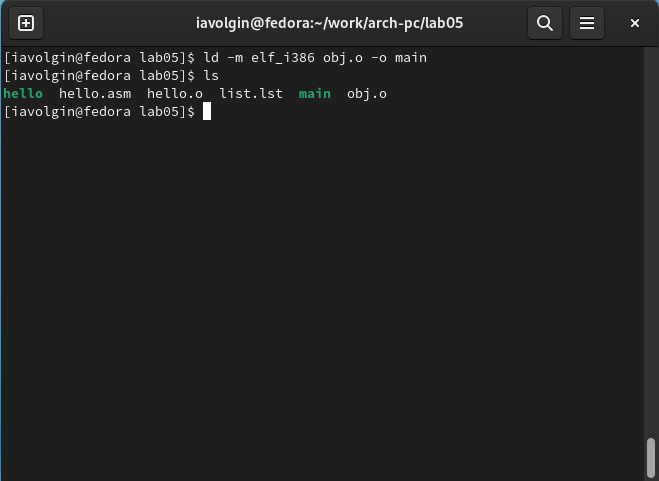 iavolgin@fedora:~/work/arch-pc/lab05
[iavolgin@fedora lab05]$ ld -m elf_i386 obj.o -o main
[iavolgin@fedora lab05]$ ls
hello  hello.asm  hello.o  list.lst  main  obj.o
[iavolgin@fedora lab05]$